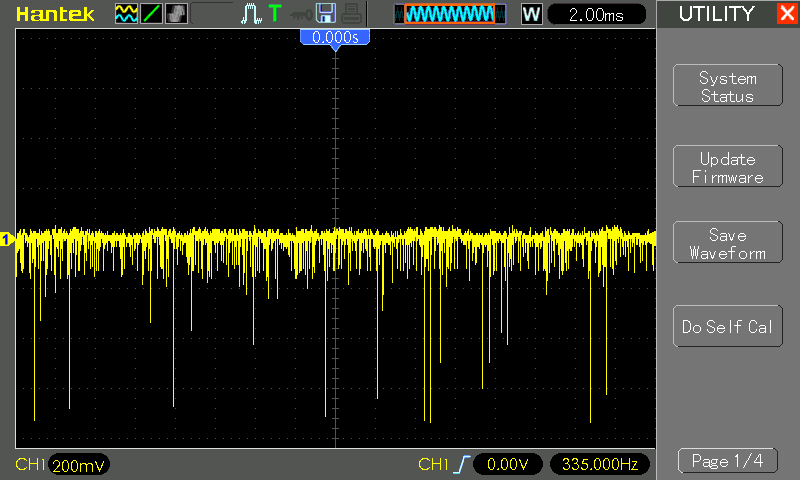 Hantek
T
W
2.00ms
UTILITY
0.000s
System
Status
Update
Firmware
1
Save
Waveform
Do Self Cal
CH1 200mV
CH1
0.00V
335.000Hz
Page 1/4